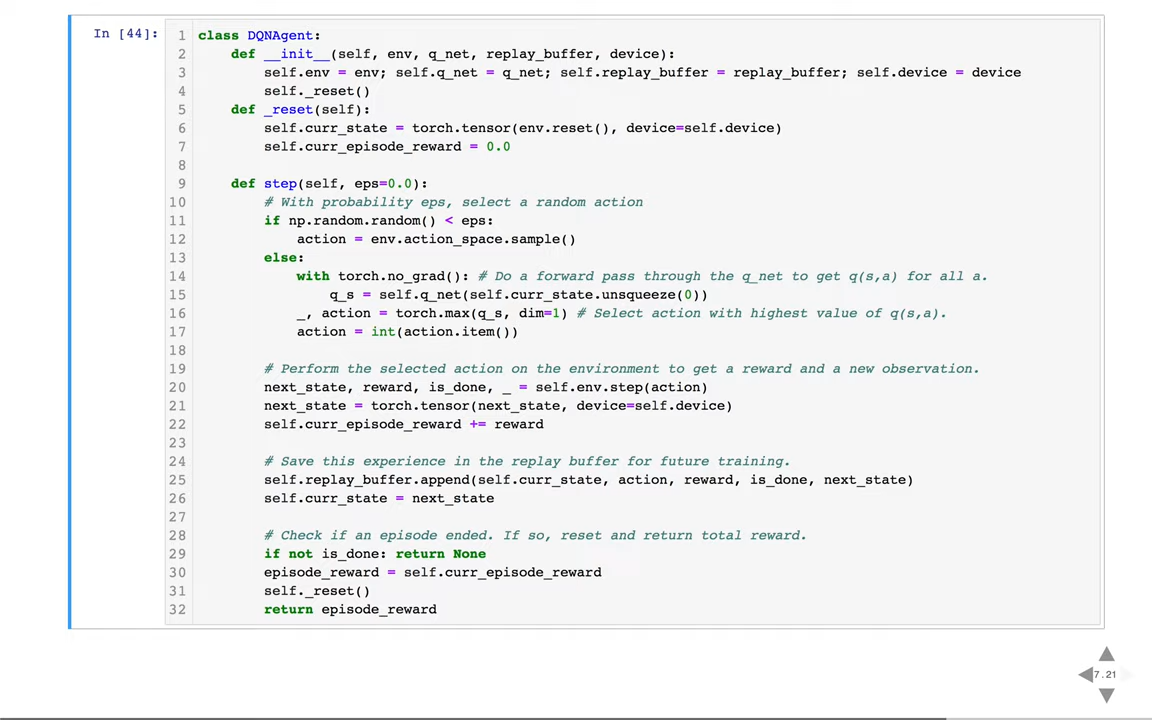 In [44]:
1 class DQNAgent:
2     def __init__(self, env, q_net, replay_buffer, device):
3         self.env = env; self.q_net = q_net; self.replay_buffer = replay_buffer; self.device = device
4         self._reset()
5     def _reset(self):
6         self.curr_state = torch.tensor(env.reset(), device=self.device)
7         self.curr_episode_reward = 0.0
8
9     def step(self, eps=0.0):
10         # With probability eps, select a random action
11         if np.random.random() < eps:
12             action = env.action_space.sample()
13         else:
14             with torch.no_grad(): # Do a forward pass through the q_net to get q(s,a) for all a.
15                 q_s = self.q_net(self.curr_state.unsqueeze(0))
16             _, action = torch.max(q_s, dim=1) # Select action with highest value of q(s,a).
17             action = int(action.item())
18
19         # Perform the selected action on the environment to get a reward and a new observation.
20         next_state, reward, is_done, _ = self.env.step(action)
21         next_state = torch.tensor(next_state, device=self.device)
22         self.curr_episode_reward += reward
23
24         # Save this experience in the replay buffer for future training.
25         self.replay_buffer.append(self.curr_state, action, reward, is_done, next_state)
26         self.curr_state = next_state
27
28         # Check if an episode ended. If so, reset and return total reward.
29         if not is_done: return None
30         episode_reward = self.curr_episode_reward
31         self._reset()
32         return episode_reward
7.21